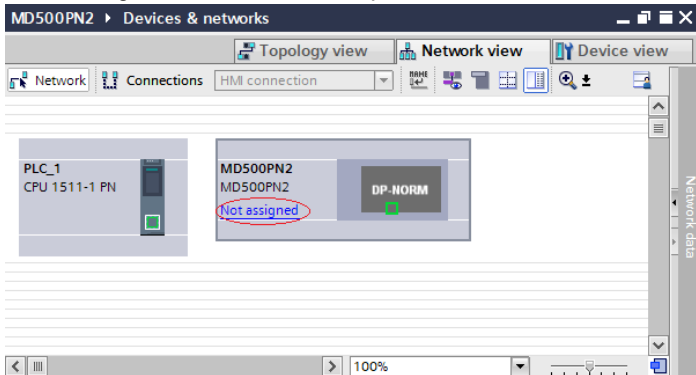 MD500PN2 ▸ Devices & networks
Topology view Network view Device view
Network Connections HMI connection
PLC_1
CPU 1511-1 PN
MD500PN2
MD500PN2
Not assigned
DP-NORM
Network data
100%